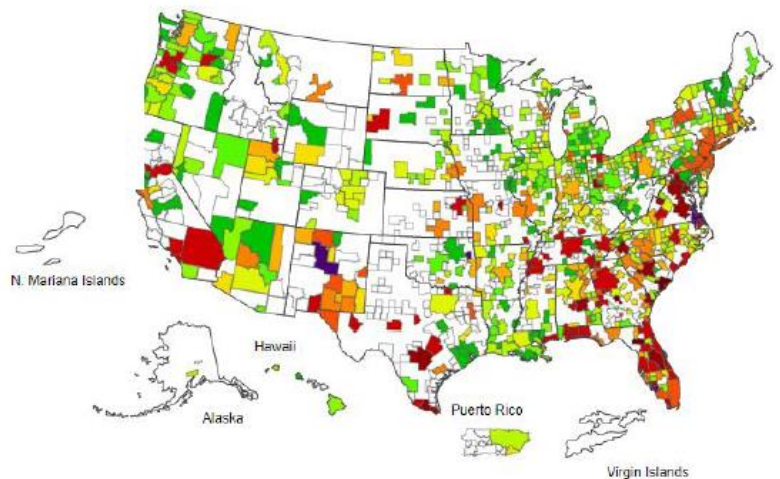 N. Mariana Islands
Hawaii
Alaska
Puerto Rico
Virgin Islands